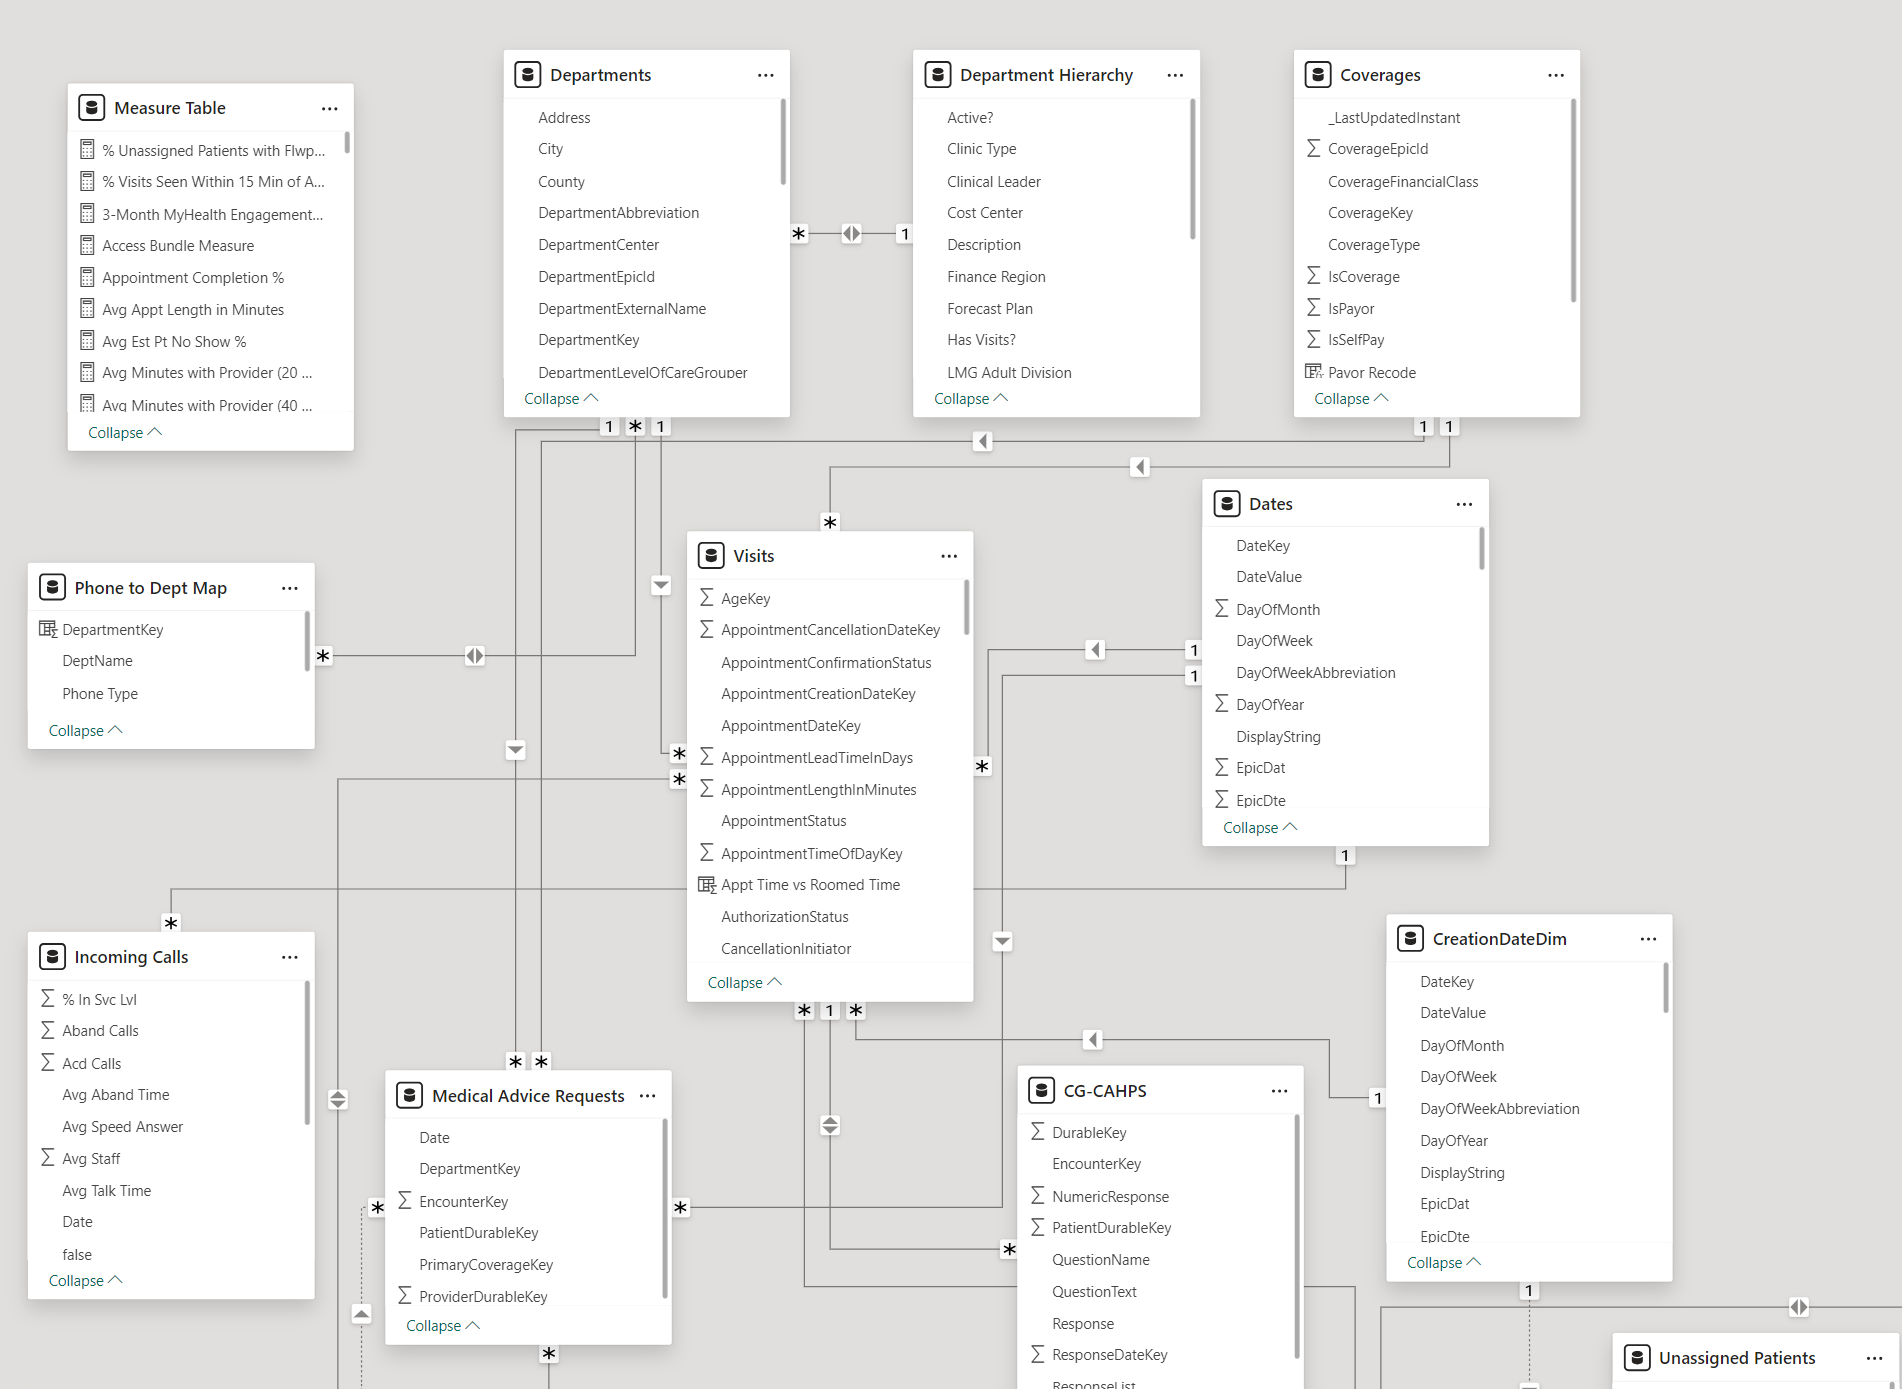 Measure Table
% Unassigned Patients with Flwp...
% Visits Seen Within 15 Min of A...
3-Month MyHealth Engagement...
Access Bundle Measure
Appointment Completion %
Avg Appt Length in Minutes
Avg Est Pt No Show %
Avg Minutes with Provider (20 ...
Avg Minutes with Provider (40 ...
Collapse
Departments
Address
City
County
DepartmentAbbreviation
DepartmentCenter
DepartmentEpicId
DepartmentExternalName
DepartmentKey
DepartmentLevelOfCareGrouper
Collapse
Department Hierarchy
Active?
Clinic Type
Clinical Leader
Cost Center
Description
Finance Region
Forecast Plan
Has Visits?
LMG Adult Division
Collapse
Coverages
_LastUpdatedInstant
CoverageEpicId
CoverageFinancialClass
CoverageKey
CoverageType
IsCoverage
IsPayor
IsSelfPay
Payor Recode
Collapse
* 1
1 * 1
1 1
*
Phone to Dept Map
DepartmentKey
DeptName
Phone Type
Collapse
*
Visits
AgeKey
AppointmentCancellationDateKey
AppointmentConfirmationStatus
AppointmentCreationDateKey
AppointmentDateKey
AppointmentLeadTimeInDays
AppointmentLengthInMinutes
AppointmentStatus
AppointmentTimeOfDayKey
Appt Time vs Roomed Time
AuthorizationStatus
CancellationInitiator
Collapse
*
*
*
* 1 *
Dates
DateKey
DateValue
DayOfMonth
DayOfWeek
DayOfWeekAbbreviation
DayOfYear
DisplayString
EpicDat
EpicDte
Collapse
1
1
1
*
Incoming Calls
% In Svc Lvl
Aband Calls
Acd Calls
Avg Aband Time
Avg Speed Answer
Avg Staff
Avg Talk Time
Date
false
Collapse
* *
Medical Advice Requests
Date
DepartmentKey
EncounterKey
PatientDurableKey
PrimaryCoverageKey
ProviderDurableKey
Collapse
* *
*
CG-CAHPS
DurableKey
EncounterKey
NumericResponse
PatientDurableKey
QuestionName
QuestionText
Response
ResponseDateKey
ResponseList
*
CreationDateDim
DateKey
DateValue
DayOfMonth
DayOfWeek
DayOfWeekAbbreviation
DayOfYear
DisplayString
EpicDat
EpicDte
Collapse
1
1
Unassigned Patients